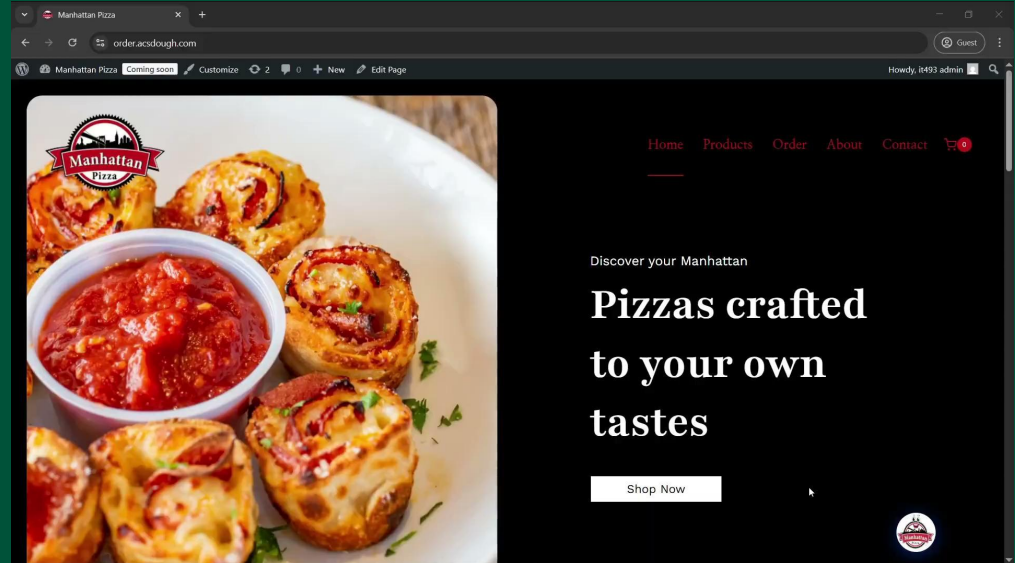 Manhattan Pizza
order.acsdough.com
Guest
Manhattan Pizza Coming soon Customize 2 0 New Edit Page
Howdy, it493 admin
Manhattan
Pizza
Home Products Order About Contact 0
Discover your Manhattan
Pizzas crafted
to your own
tastes
Shop Now
Manhattan